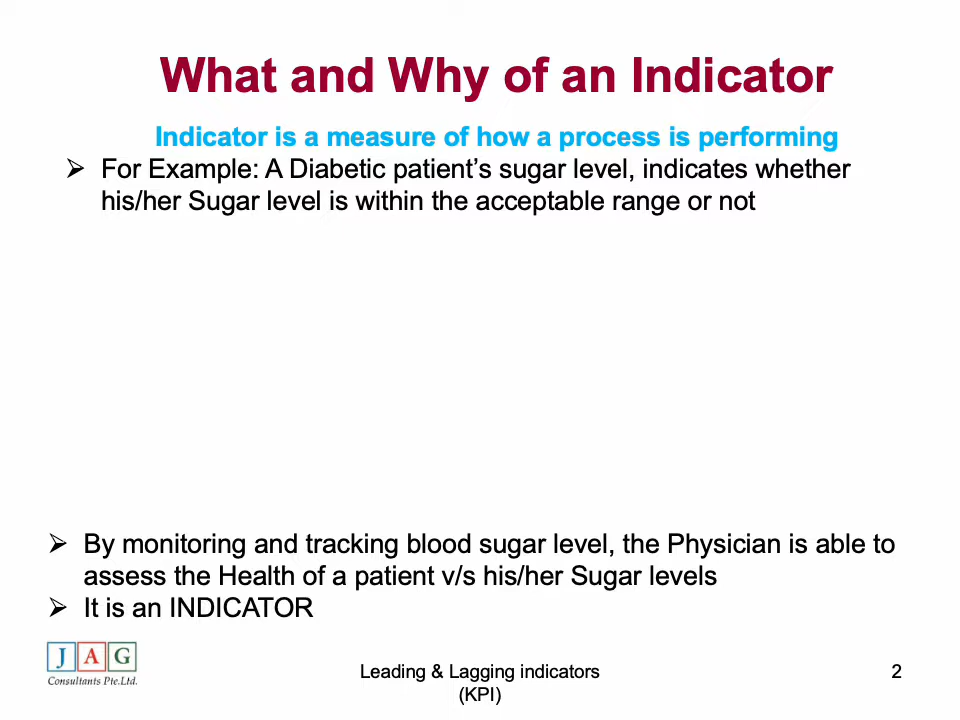 What and Why of an Indicator
Indicator is a measure of how a process is performing
➢ For Example: A Diabetic patient’s sugar level, indicates whether
his/her Sugar level is within the acceptable range or not
➢ By monitoring and tracking blood sugar level, the Physician is able to
assess the Health of a patient v/s his/her Sugar levels
➢ It is an INDICATOR
J A G
Consultants Pte.Ltd.
Leading & Lagging indicators
(KPI)
2